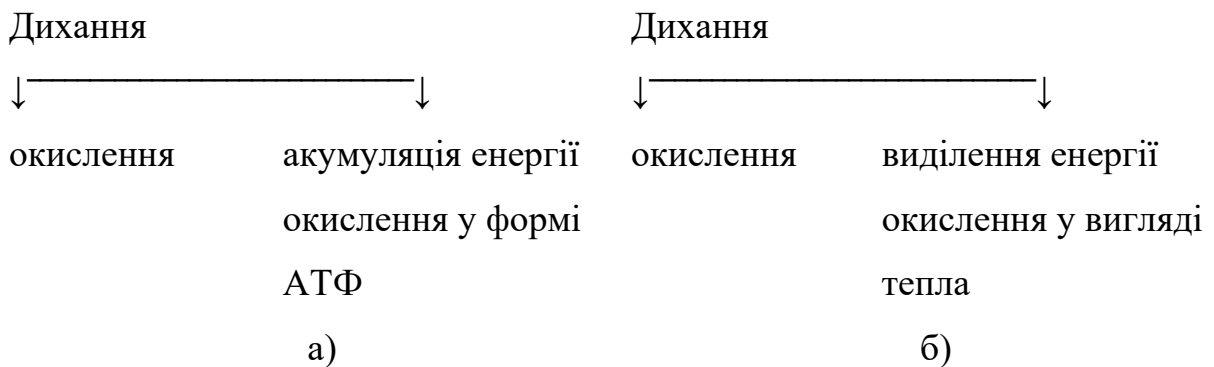 Дихання Дихання
окислення акумуляція енергії окислення виділення енергії
окислення у формі окислення у вигляді
АТФ тепла
а) б)